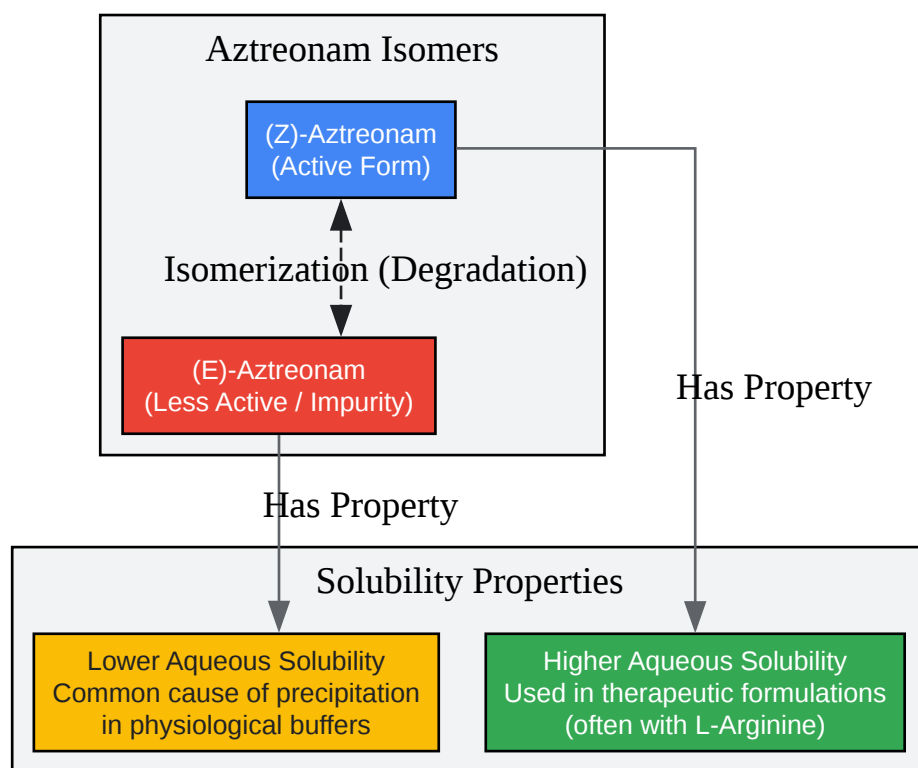 Aztreonam Isomers
(Z)-Aztreonam
(Active Form)
Isomerization (Degradation)
(E)-Aztreonam
(Less Active / Impurity)
Has Property
Has Property
Solubility Properties
Lower Aqueous Solubility
Common cause of precipitation
in physiological buffers
Higher Aqueous Solubility
Used in therapeutic formulations
(often with L-Arginine)